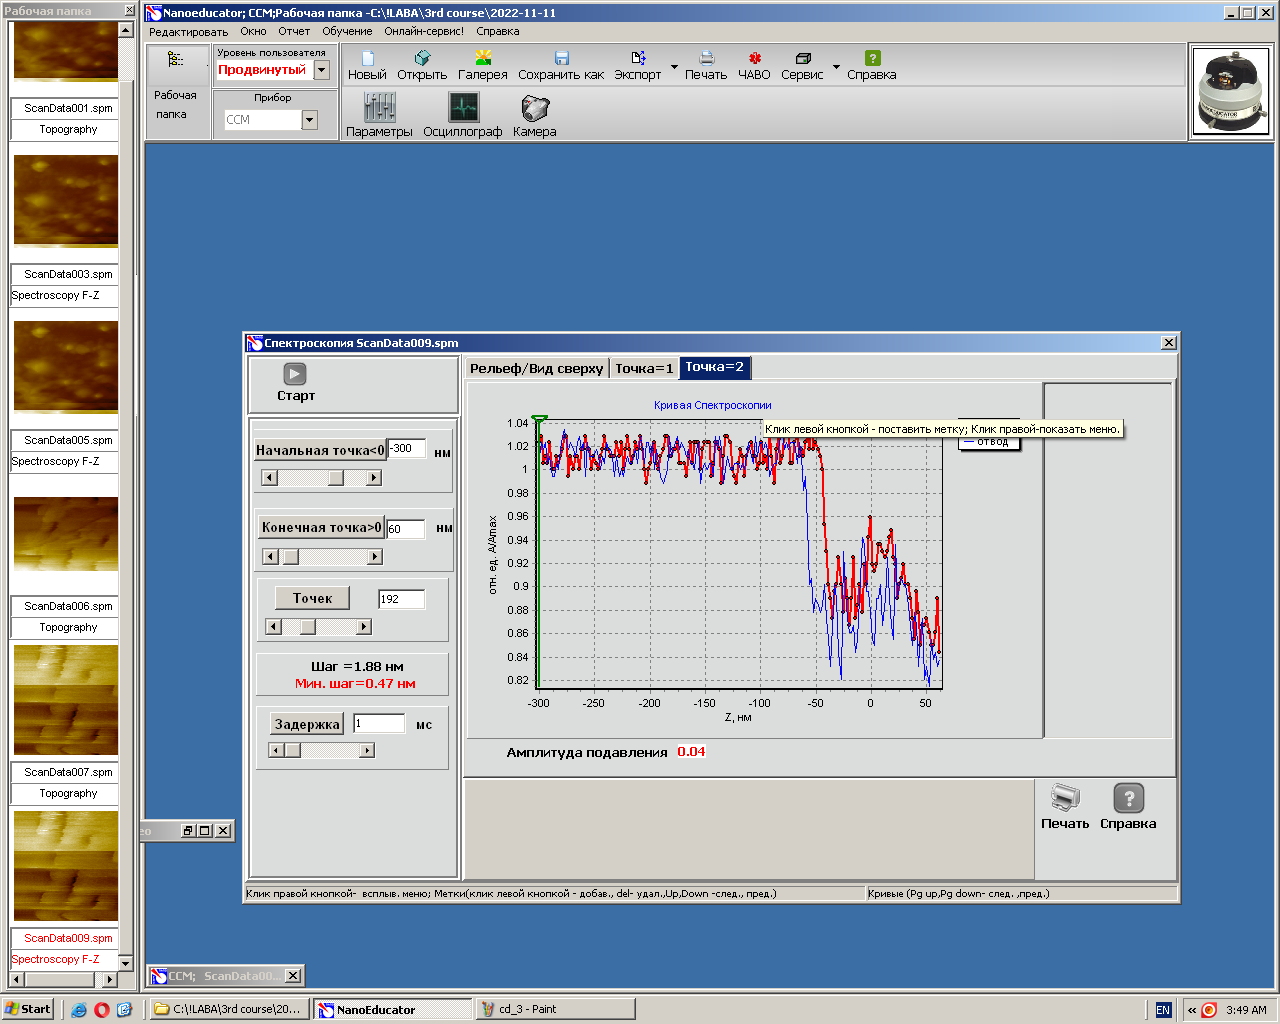 Рабочая папка
ScanData001.spm
Topography
ScanData003.spm
Spectroscopy F-Z
ScanData005.spm
Spectroscopy F-Z
ScanData006.spm
Topography
ScanData007.spm
Topography
ScanData009.spm
Spectroscopy F-Z
Nanoeducator; CCM;Рабочая папка -C:\!LABA\3rd course\2022-11-11
Редактировать Окно Отчет Обучение Онлайн-сервис! Справка
Рабочая
папка
Уровень пользователя
Продвинутый
Прибор
CCM
Новый Открыть Галерея Сохранить как Экспорт Печать ЧАВО Сервис Справка
Параметры Осциллограф Камера
Спектроскопия ScanData009.spm
Старт
Начальная точка<0 -300 нм
Конечная точка>0 60 нм
Точек 192
Шаг =1.88 нм
Мин. шаг=0.47 нм
Задержка 1 мс
Рельеф/Вид сверху Точка=1 Точка=2
Кривая Спектроскопии
Клик левой кнопкой - поставить метку; Клик правой-показать меню.
отвод
1.04
1.02
1
0.98
0.96
0.94
0.92
0.9
0.88
0.86
0.84
0.82
отн. ед. A/Amax
-300 -250 -200 -150 -100 -50 0 50
Z, нм
Амплитуда подавления 0.04
Печать Справка
Клик правой кнопкой- всплыв. меню; Метки(клик левой кнопкой - добав., del- удал.,Up,Down -след., пред.)
Кривые (Pg up,Pg down- след. ,пред.)
ео
CCM; ScanData00...
Start
C:\!LABA\3rd course\20...
NanoEducator
cd_3 - Paint
EN
3:49 AM